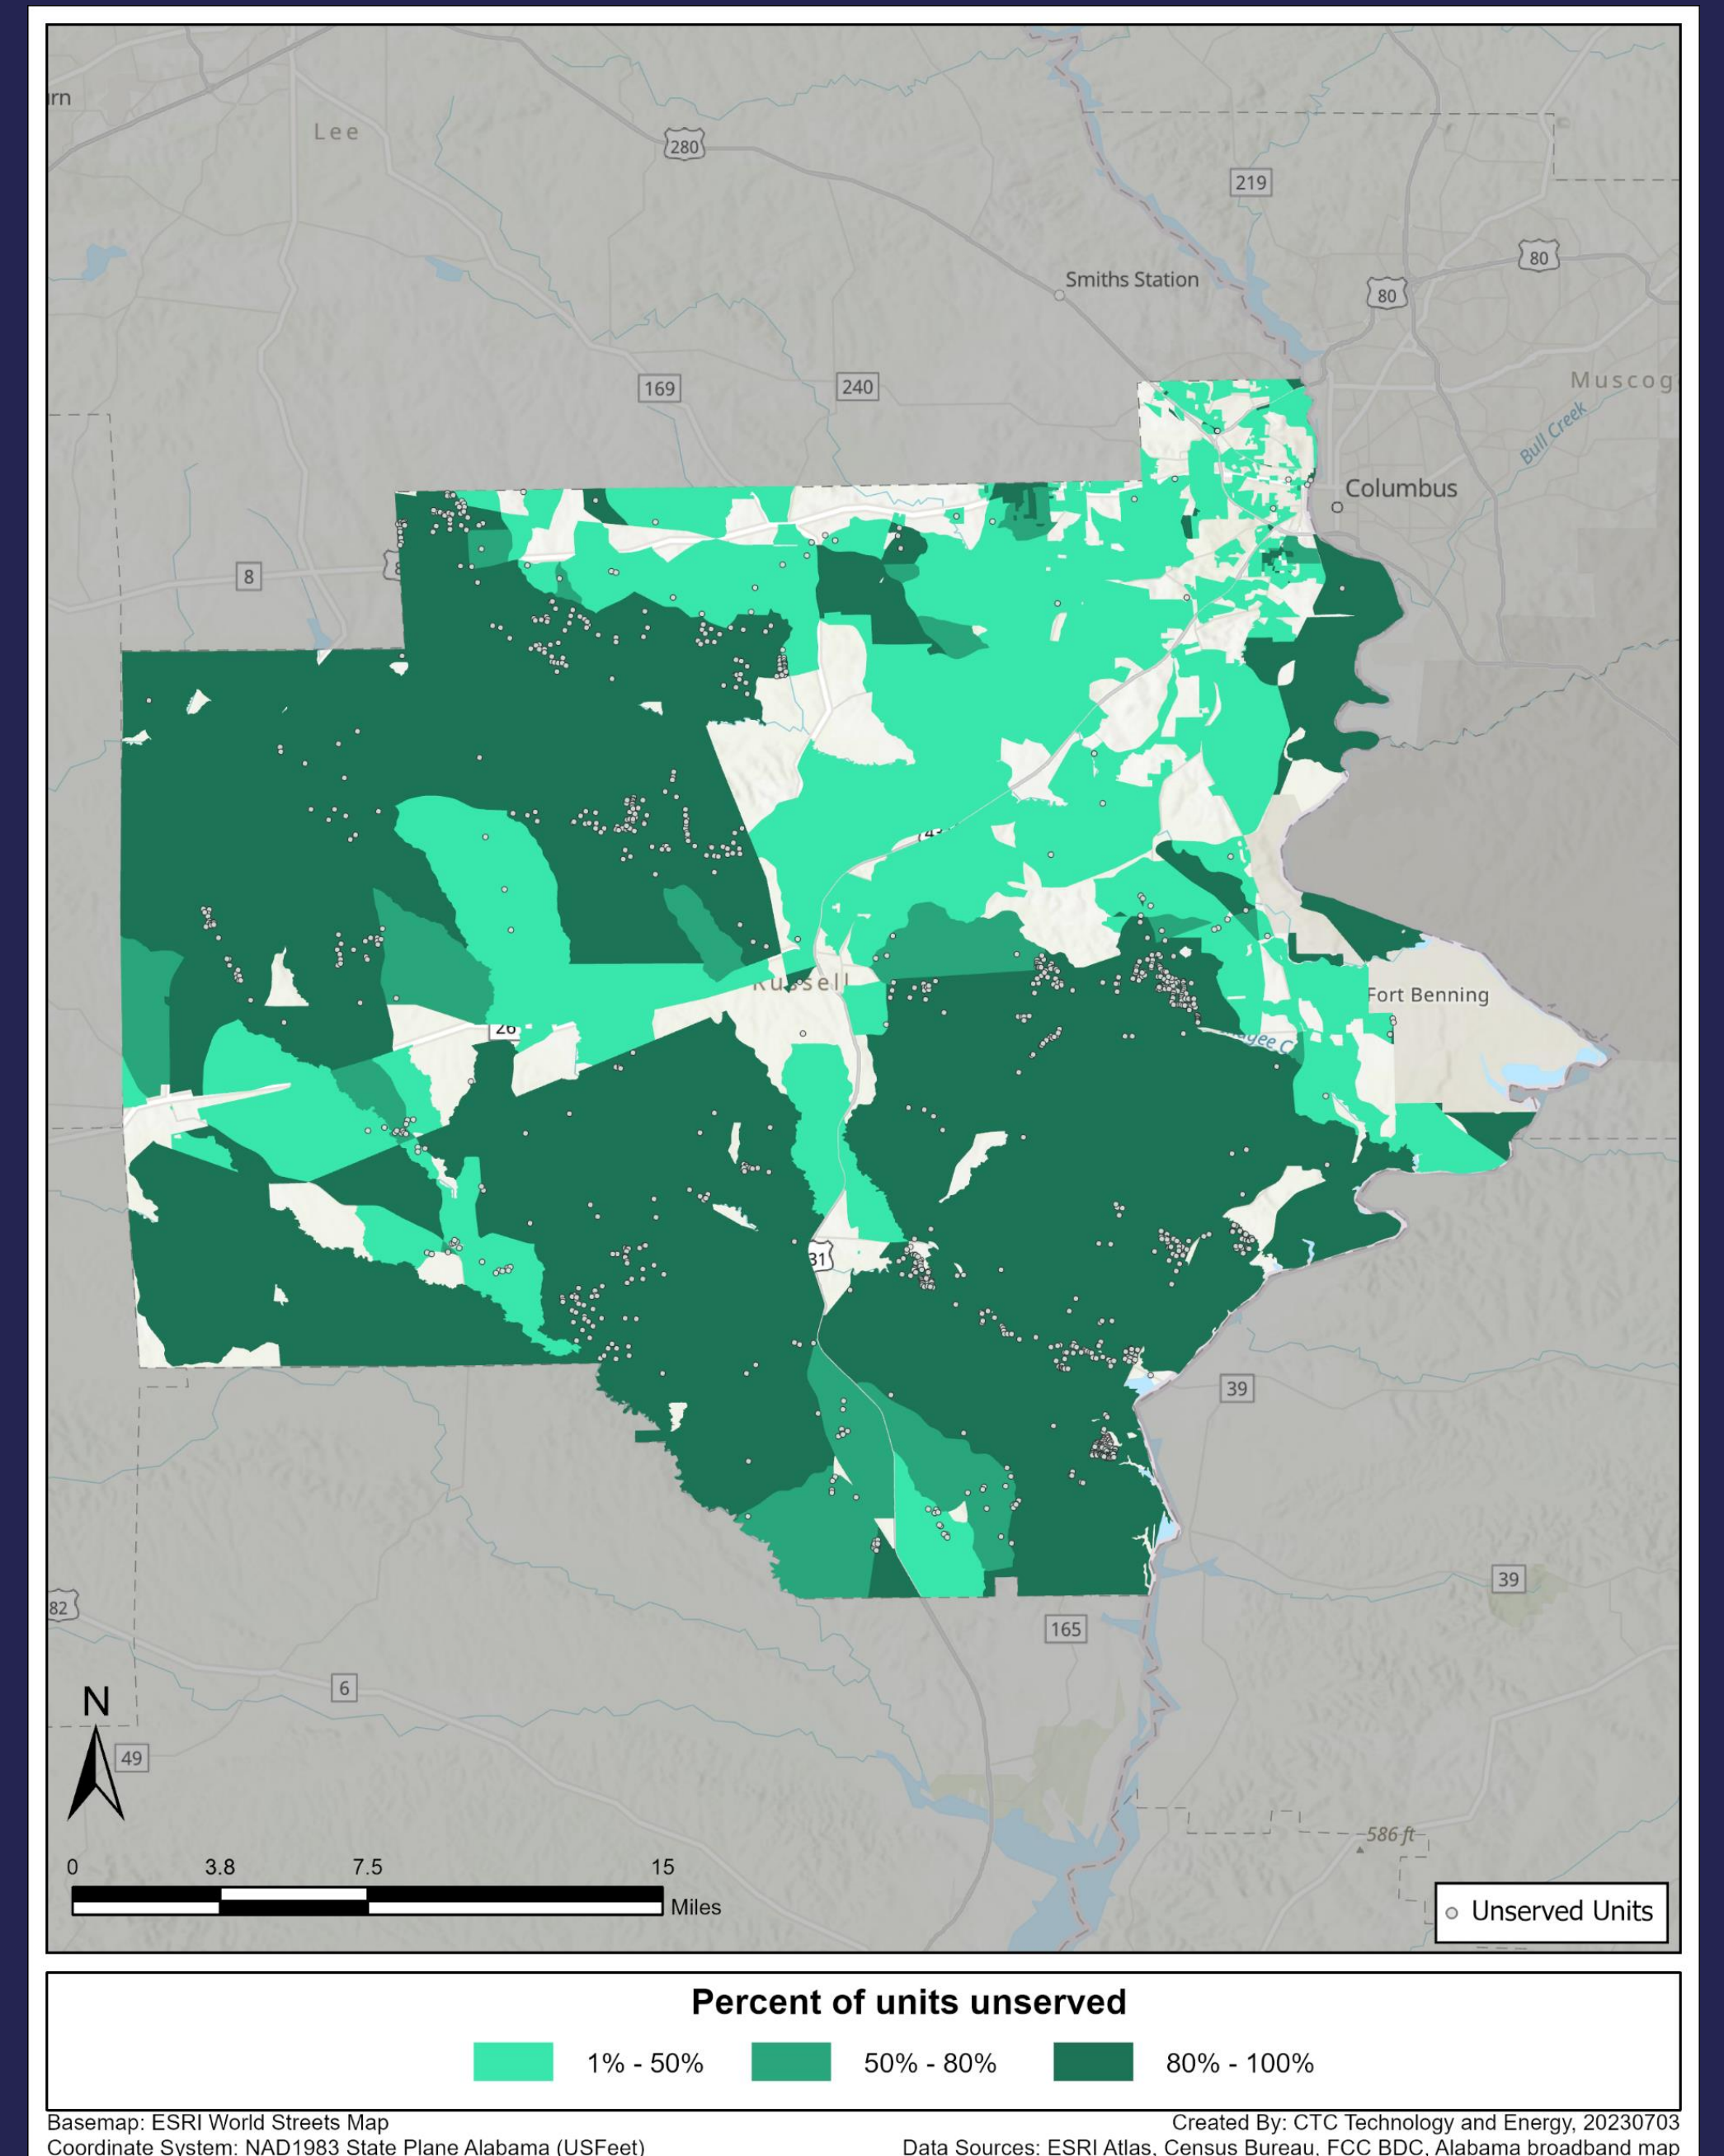 rn
Lee
280
219
80
80
Smiths Station
Muscog
169
240
Bull Creek
Columbus
8
Russell
Fort Benning
26
gee C
31
39
39
82
165
6
N
49
586 ft
0 3.8 7.5 15
Miles
Unserved Units
Percent of units unserved
1% - 50% 50% - 80% 80% - 100%
Basemap: ESRI World Streets Map
Created By: CTC Technology and Energy, 20230703
Coordinate System: NAD1983 State Plane Alabama (USFeet)
Data Sources: ESRI Atlas, Census Bureau, FCC BDC, Alabama broadband map